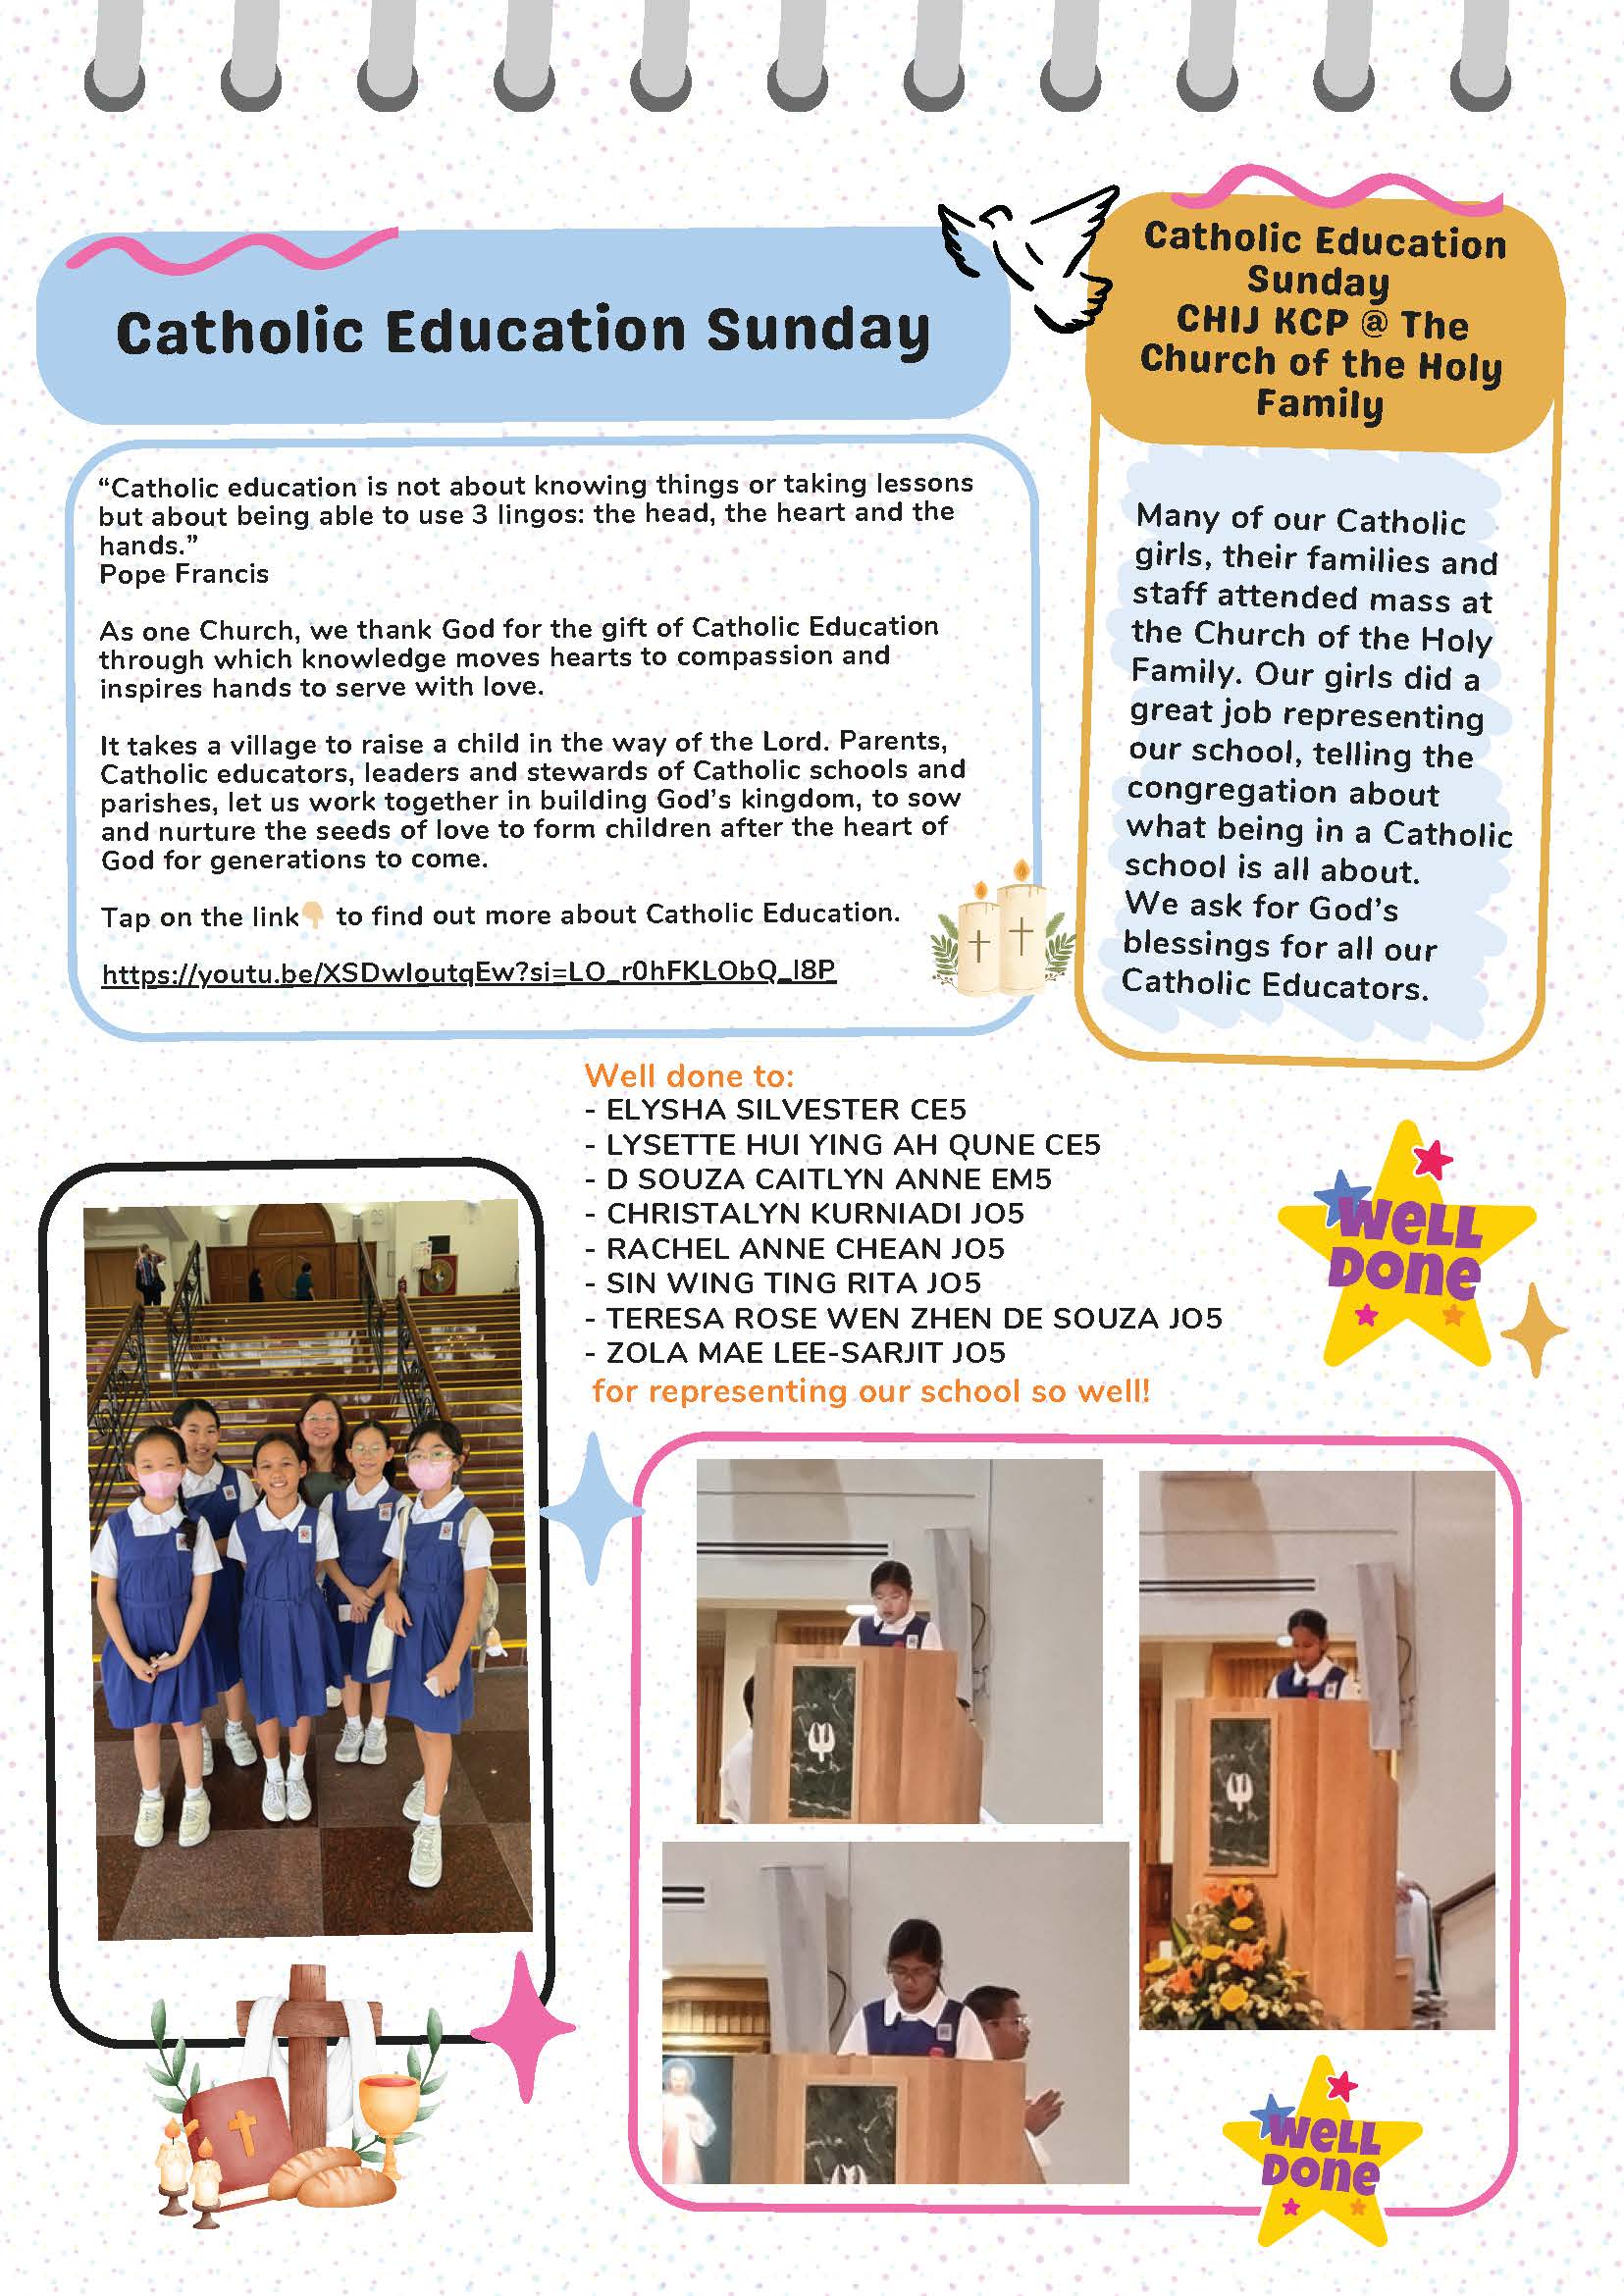 Catholic Education Sunday
“Catholic education is not about knowing things or taking lessons
but about being able to use 3 lingos: the head, the heart and the
hands.”
Pope Francis
As one Church, we thank God for the gift of Catholic Education
through which knowledge moves hearts to compassion and
inspires hands to serve with love.
It takes a village to raise a child in the way of the Lord. Parents,
Catholic educators, leaders and stewards of Catholic schools and
parishes, let us work together in building God’s kingdom, to sow
and nurture the seeds of love to form children after the heart of
God for generations to come.
Tap on the link👇 to find out more about Catholic Education.
https://youtu.be/XSDwIoutqEw?si=LO_r0hFKLObQ_I8P
Catholic Education
Sunday
CHIJ KCP @ The
Church of the Holy
Family
Many of our Catholic
girls, their families and
staff attended mass at
the Church of the Holy
Family. Our girls did a
great job representing
our school, telling the
congregation about
what being in a Catholic
school is all about.
We ask for God’s
blessings for all our
Catholic Educators.
Well done to:
- ELYSHA SILVESTER CE5
- LYSETTE HUI YING AH QUNE CE5
- D SOUZA CAITLYN ANNE EM5
- CHRISTALYN KURNIADI JO5
- RACHEL ANNE CHEAN JO5
- SIN WING TING RITA JO5
- TERESA ROSE WEN ZHEN DE SOUZA JO5
- ZOLA MAE LEE-SARJIT JO5
for representing our school so well!
WeLL
Done
WeLL
Done